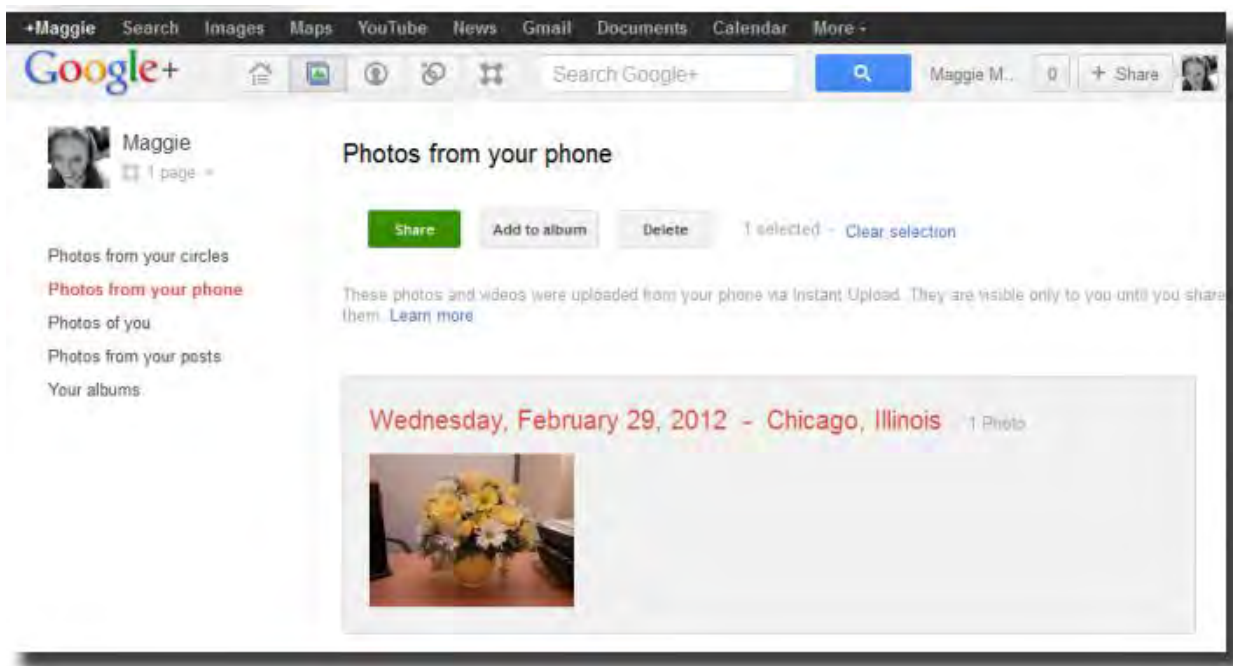 +Maggie Search Images Maps YouTube News Gmail Documents Calendar More
Google+ Search Google+ Maggie M... 0 + Share
Maggie
1 page
Photos from your phone
Share Add to album Delete 1 selected - Clear selection
Photos from your circles
Photos from your phone
Photos of you
Photos from your posts
Your albums
These photos and videos were uploaded from your phone via Instant Upload. They are visible only to you until you share
them. Learn more
Wednesday, February 29, 2012 - Chicago, Illinois 1 Photo